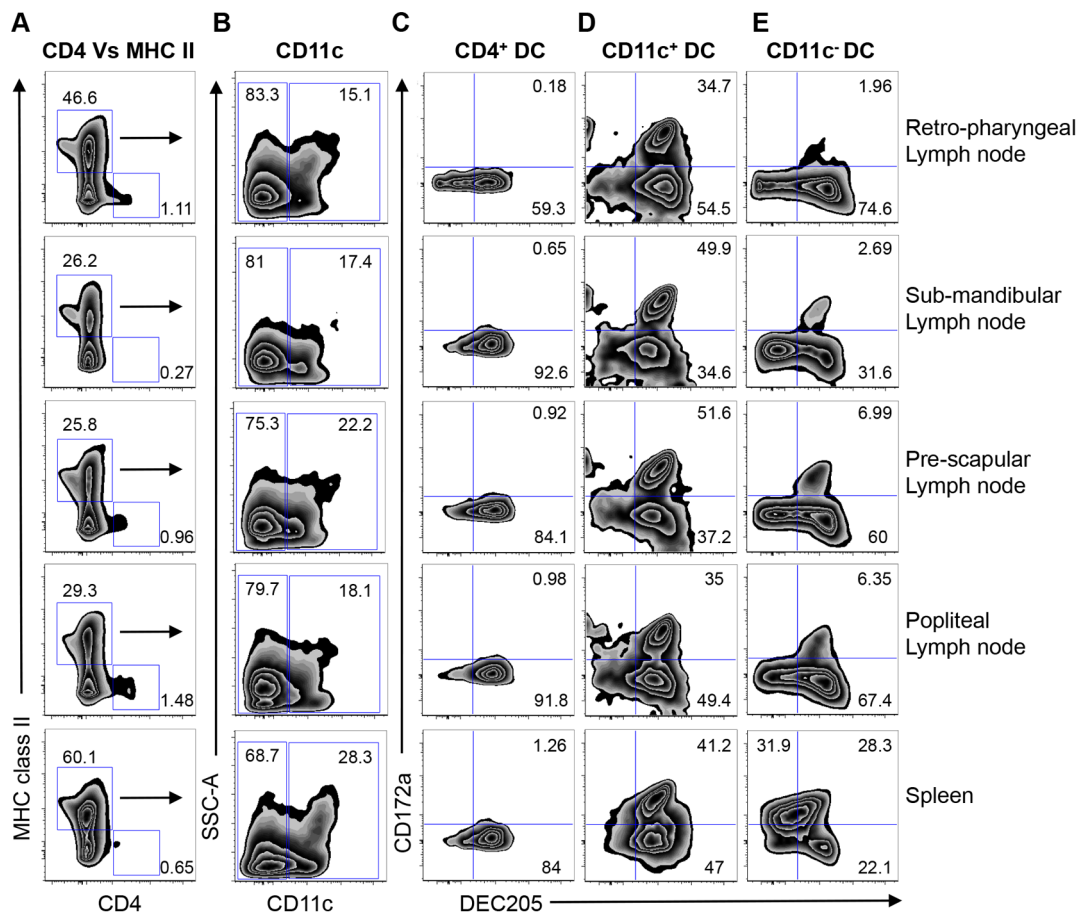 A B C D E
CD4 Vs MHC II CD11c CD4⁺ DC CD11c⁺ DC CD11c⁻ DC
46.6 83.3 15.1 0.18 34.7 1.96
Retro-pharyngeal
Lymph node
1.11 59.3 54.5 74.6
26.2 81 17.4 0.65 49.9 2.69
Sub-mandibular
Lymph node
0.27 92.6 34.6 31.6
25.8 75.3 22.2 0.92 51.6 6.99
Pre-scapular
Lymph node
0.96 84.1 37.2 60
29.3 79.7 18.1 0.98 35 6.35
Popliteal
Lymph node
1.48 91.8 49.4 67.4
60.1 68.7 28.3 1.26 41.2 31.9 28.3
Spleen
0.65 84 47 22.1
MHC class II
SSC-A
CD172a
CD4 CD11c DEC205